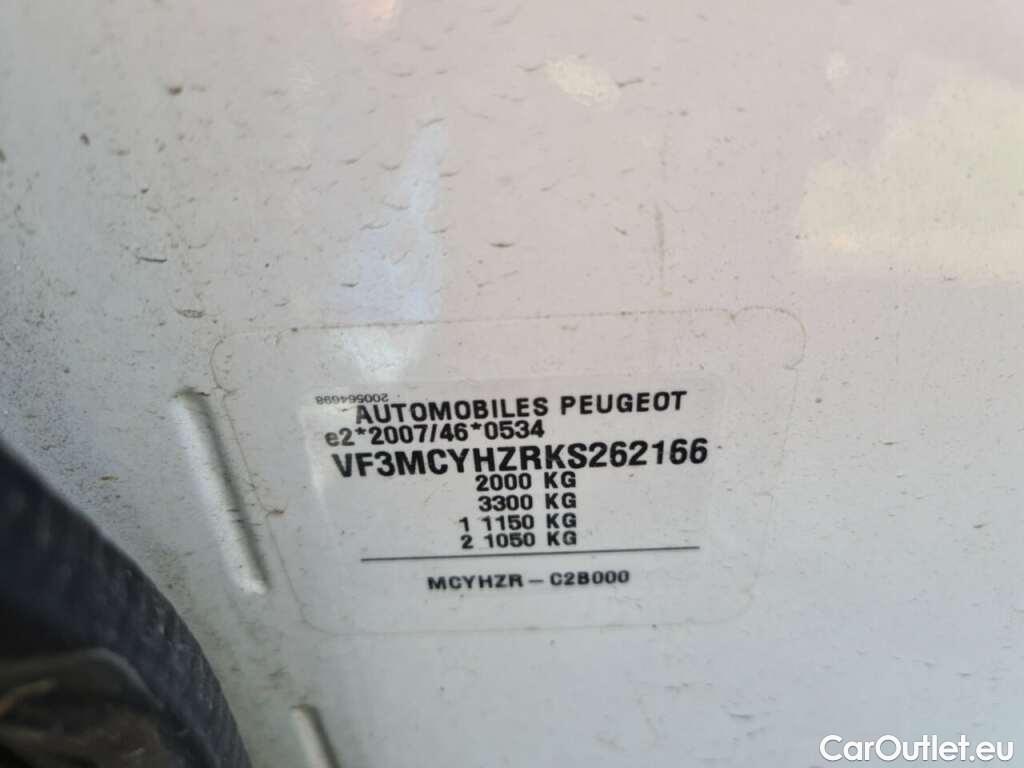 200564698
AUTOMOBILES PEUGEOT
e2*2007/46*0534
VF3MCYHZRKS262166
2000 KG
3300 KG
1 1150 KG
2 1050 KG
MCYHZR – C2B000
CarOutlet.eu